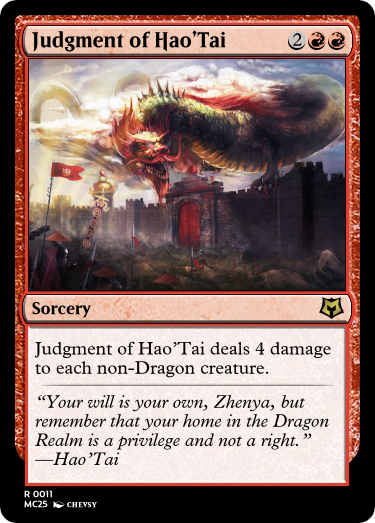 Judgment of Hao'Tai 2
Sorcery
Judgment of Hao'Tai deals 4 damage
to each non-Dragon creature.
“Your will is your own, Zhenya, but
remember that your home in the Dragon
Realm is a privilege and not a right.”
—Hao'Tai
R 0011
MC25 CHEVSY